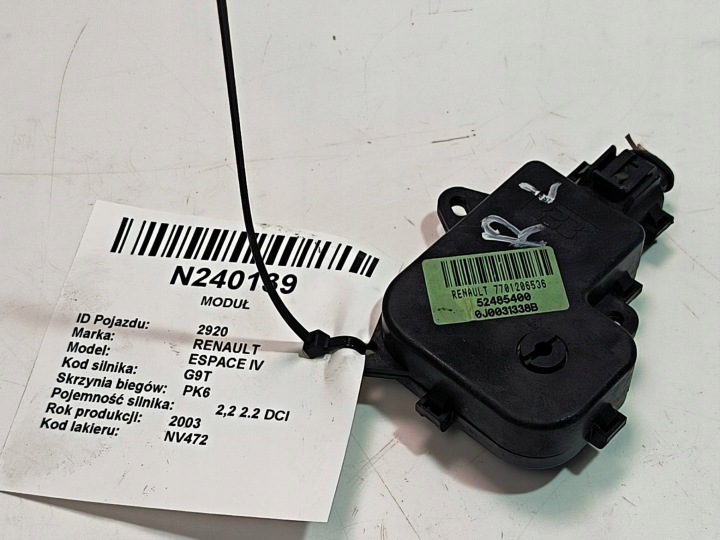 N240139
MODUŁ
ID Pojazdu: 2920
Marka: RENAULT
Model: ESPACE IV
Kod silnika: G9T
Skrzynia biegów: PK6
Pojemność silnika: 2,2 2.2 DCI
Rok produkcji: 2003
Kod lakieru: NV472
RENAULT 7701206536
52485400
0J0031338B